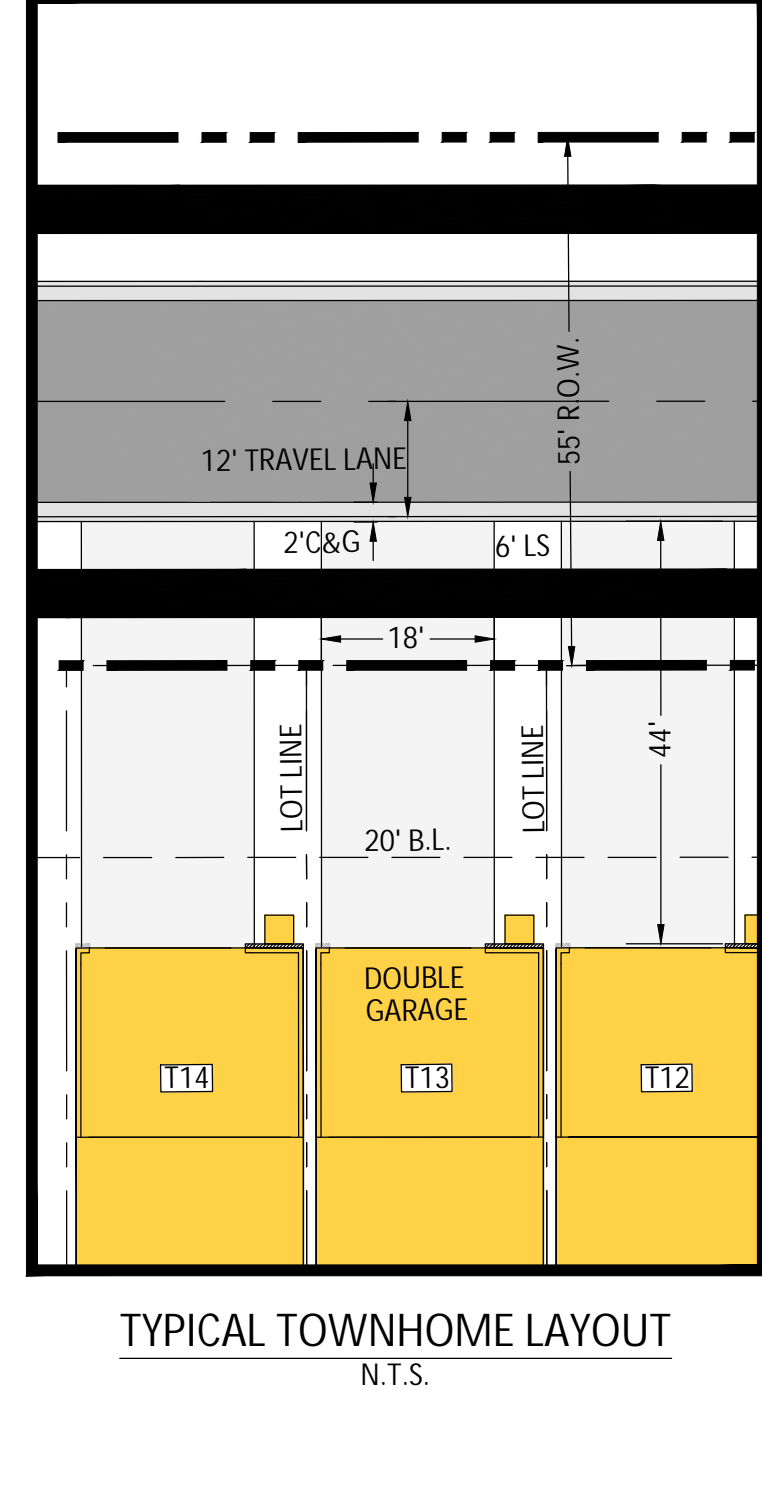 55' R.O.W.
12' TRAVEL LANE
2'C&G
6' LS
18'
LOT LINE
LOT LINE
44'
20' B.L.
DOUBLE
GARAGE
T14
T13
T12
TYPICAL TOWNHOME LAYOUT
N.T.S.